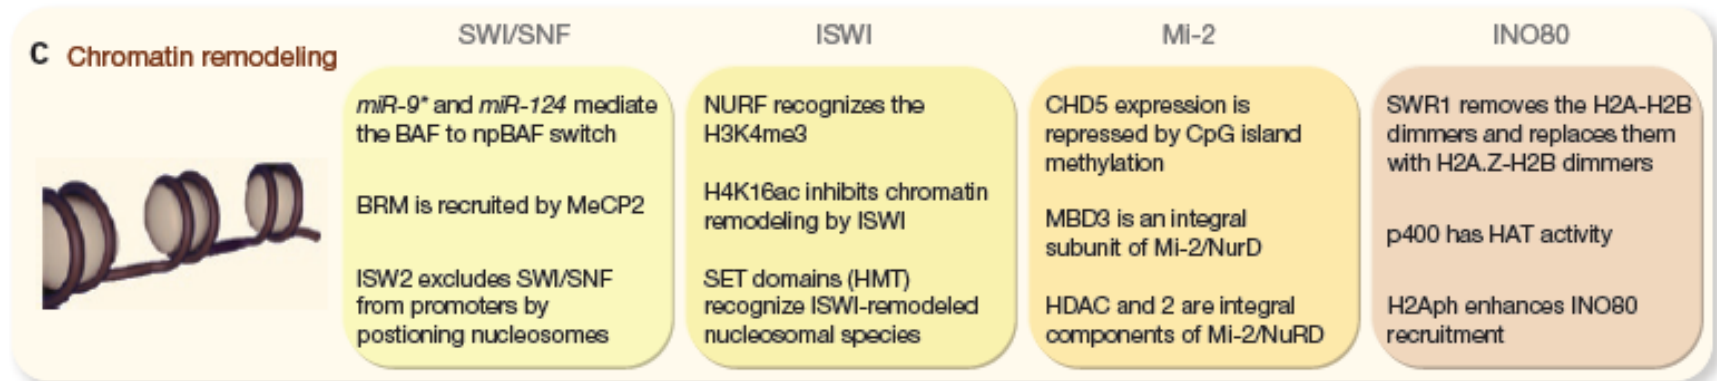 C Chromatin remodeling
SWI/SNF
miR-9* and miR-124 mediate
the BAF to npBAF switch
BRM is recruited by MeCP2
ISW2 excludes SWI/SNF
from promoters by
postioning nucleosomes
ISWI
NURF recognizes the
H3K4me3
H4K16ac inhibits chromatin
remodeling by ISWI
SET domains (HMT)
recognize ISWI-remodeled
nucleosomal species
Mi-2
CHD5 expression is
repressed by CpG island
methylation
MBD3 is an integral
subunit of Mi-2/NurD
HDAC and 2 are integral
components of Mi-2/NuRD
INO80
SWR1 removes the H2A-H2B
dimmers and replaces them
with H2A.Z-H2B dimmers
p400 has HAT activity
H2Aph enhances INO80
recruitment